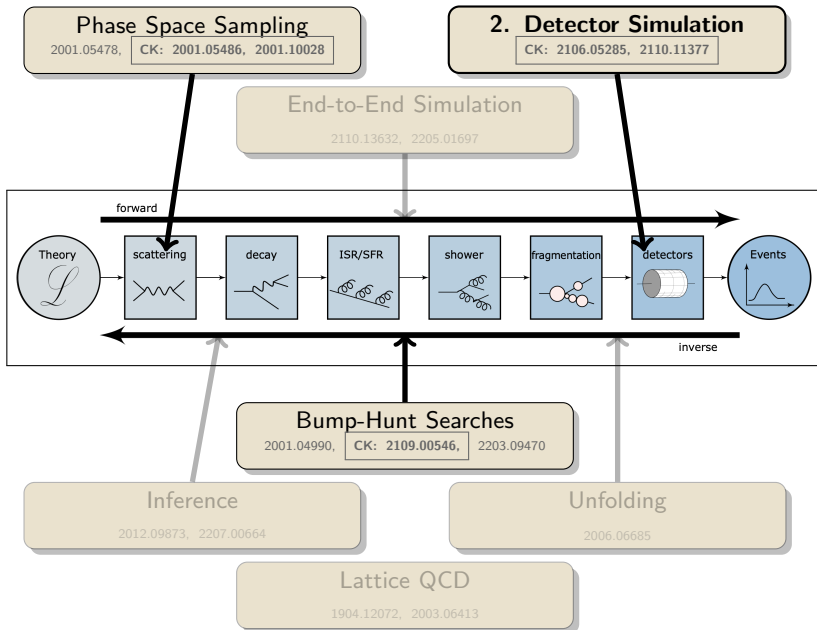 Phase Space Sampling
2001.05478, CK: 2001.05486, 2001.10028
2. Detector Simulation
CK: 2106.05285, 2110.11377
End-to-End Simulation
2110.13632, 2205.01697
forward
Theory
ℒ
scattering
decay
ISR/SFR
shower
fragmentation
detectors
Events
inverse
Bump-Hunt Searches
2001.04990, CK: 2109.00546, 2203.09470
Inference
2012.09873, 2207.00664
Unfolding
2006.06685
Lattice QCD
1904.12072, 2003.06413